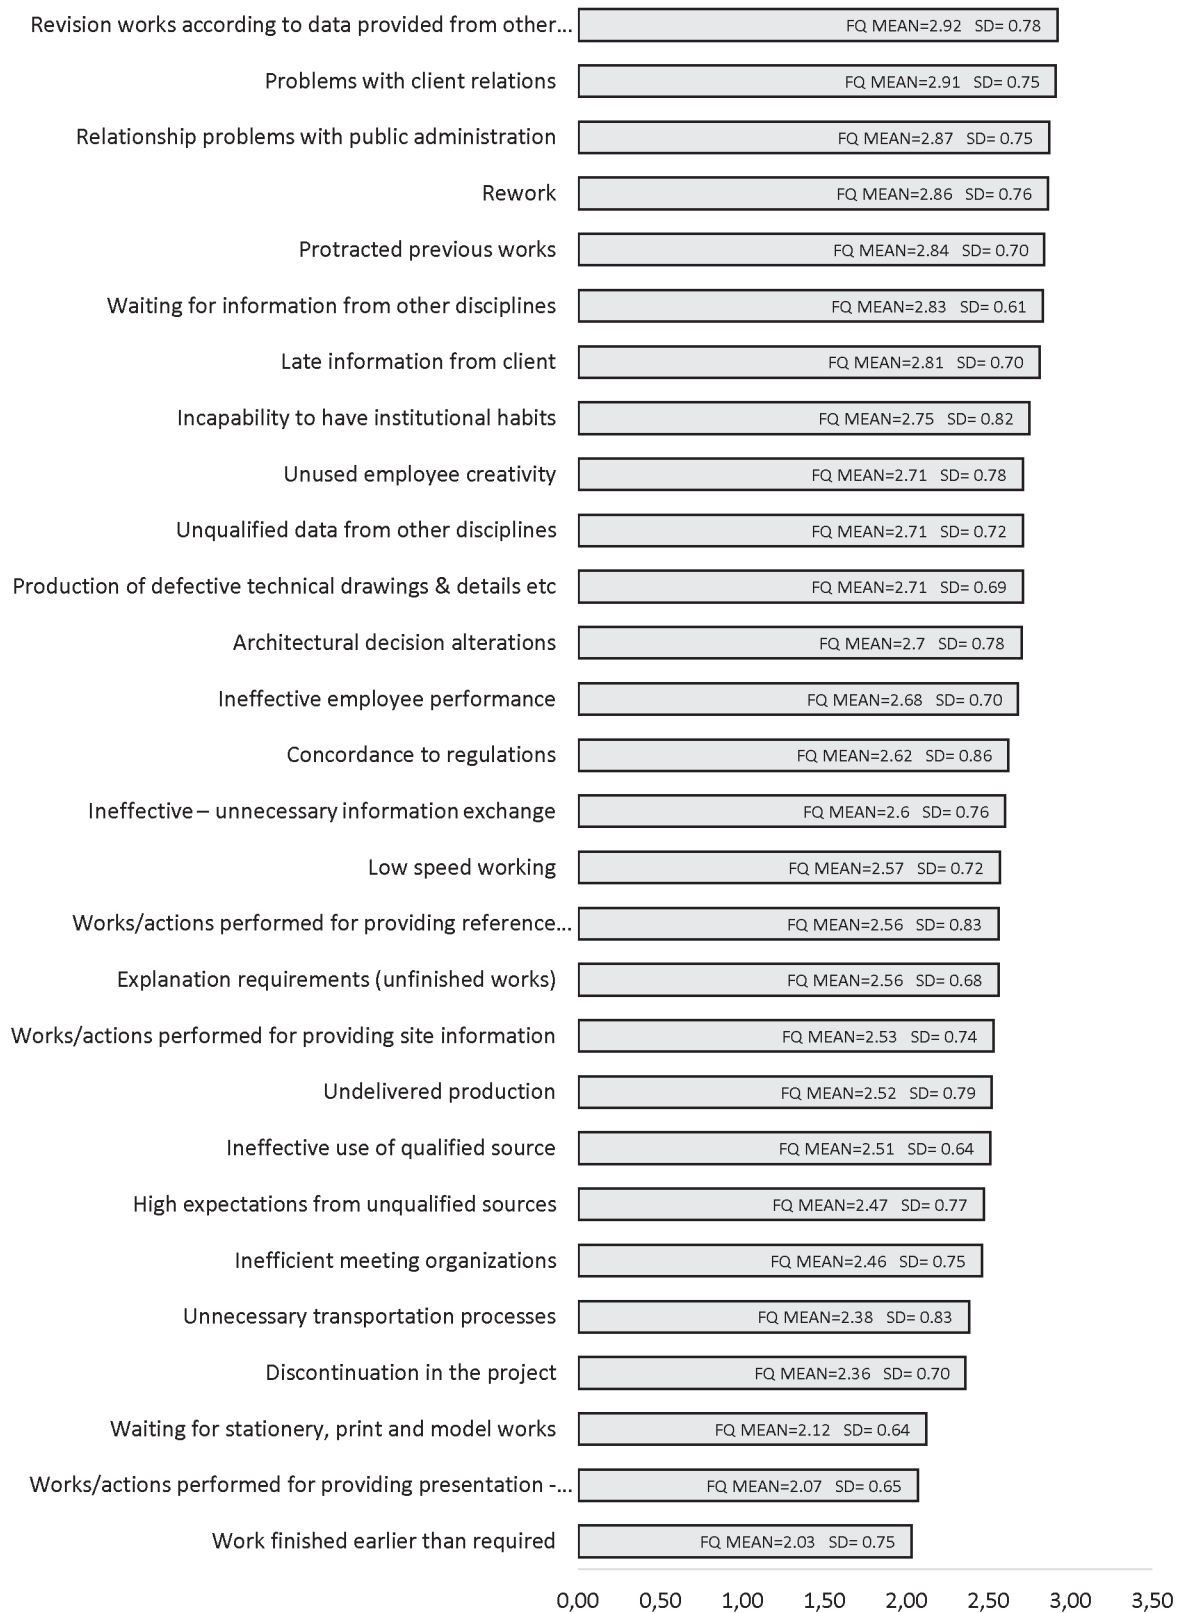 Revision works according to data provided from other... FQ MEAN=2.92 SD= 0.78
Problems with client relations FQ MEAN=2.91 SD= 0.75
Relationship problems with public administration FQ MEAN=2.87 SD= 0.75
Rework FQ MEAN=2.86 SD= 0.76
Protracted previous works FQ MEAN=2.84 SD= 0.70
Waiting for information from other disciplines FQ MEAN=2.83 SD= 0.61
Late information from client FQ MEAN=2.81 SD= 0.70
Incapability to have institutional habits FQ MEAN=2.75 SD= 0.82
Unused employee creativity FQ MEAN=2.71 SD= 0.78
Unqualified data from other disciplines FQ MEAN=2.71 SD= 0.72
Production of defective technical drawings & details etc FQ MEAN=2.71 SD= 0.69
Architectural decision alterations FQ MEAN=2.7 SD= 0.78
Ineffective employee performance FQ MEAN=2.68 SD= 0.70
Concordance to regulations FQ MEAN=2.62 SD= 0.86
Ineffective – unnecessary information exchange FQ MEAN=2.6 SD= 0.76
Low speed working FQ MEAN=2.57 SD= 0.72
Works/actions performed for providing reference... FQ MEAN=2.56 SD= 0.83
Explanation requirements (unfinished works) FQ MEAN=2.56 SD= 0.68
Works/actions performed for providing site information FQ MEAN=2.53 SD= 0.74
Undelivered production FQ MEAN=2.52 SD= 0.79
Ineffective use of qualified source FQ MEAN=2.51 SD= 0.64
High expectations from unqualified sources FQ MEAN=2.47 SD= 0.77
Inefficient meeting organizations FQ MEAN=2.46 SD= 0.75
Unnecessary transportation processes FQ MEAN=2.38 SD= 0.83
Discontinuation in the project FQ MEAN=2.36 SD= 0.70
Waiting for stationery, print and model works FQ MEAN=2.12 SD= 0.64
Works/actions performed for providing presentation -... FQ MEAN=2.07 SD= 0.65
Work finished earlier than required FQ MEAN=2.03 SD= 0.75
0,00 0,50 1,00 1,50 2,00 2,50 3,00 3,50